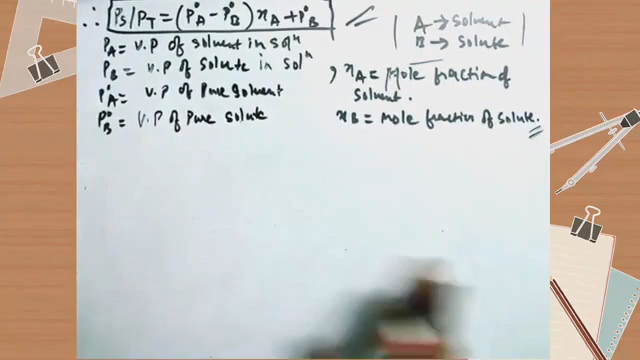 ∴ Ps/PT = (P°A - P°B) xA + P°B
A → Solvent
B → Solute
PA = V.P of Solvent in Solⁿ
PB = V.P of Solute in Solⁿ
P°A = V.P of Pure Solvent
P°B = V.P of Pure Solute
, xA = Mole fraction of
Solvent.
xB = Mole fraction of Solute.